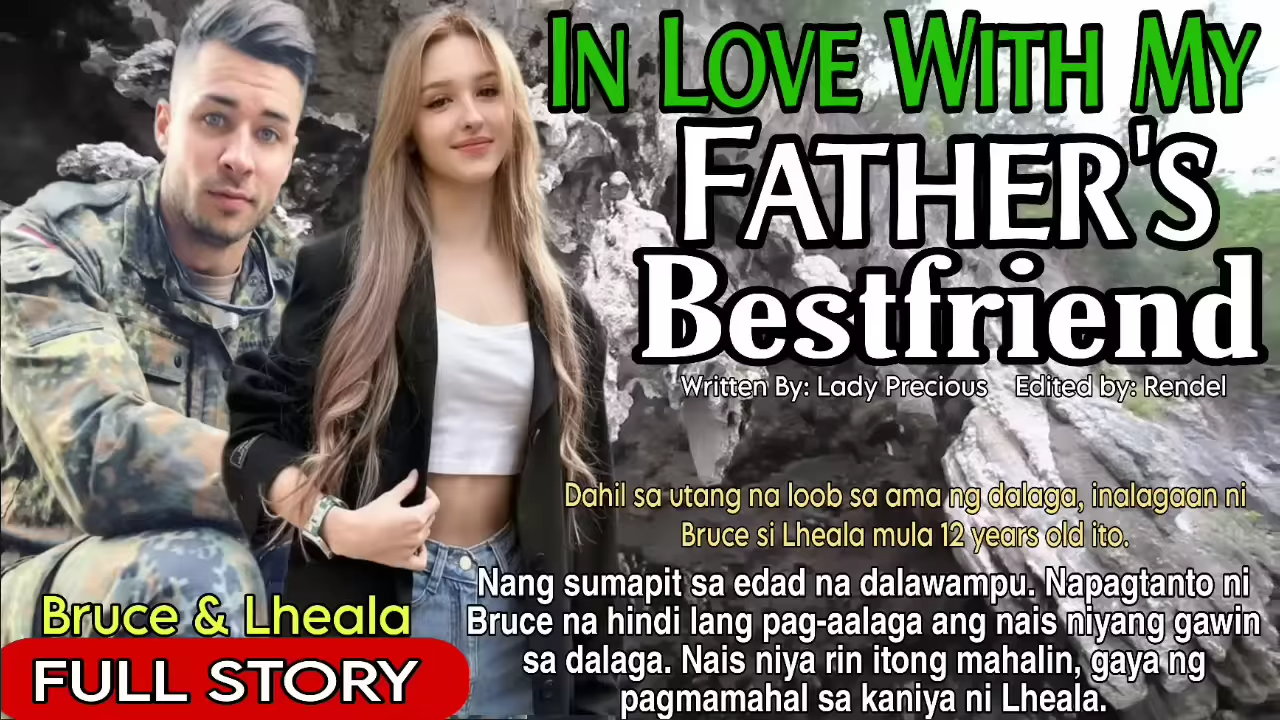 IN LOVE WITH MY
FATHER'S
Bestfriend
Written By: Lady Precious Edited by: Rendel
Dahil sa utang na loob sa ama ng dalaga, inalagaan ni
Bruce si Lheala mula 12 years old ito.
Nang sumapit sa edad na dalawampu. Napagtanto ni
Bruce na hindi lang pag-aalaga ang nais niyang gawin
sa dalaga. Nais niya rin itong mahalin, gaya ng
pagmamahal sa kaniya ni Lheala.
Bruce & Lheala
FULL STORY